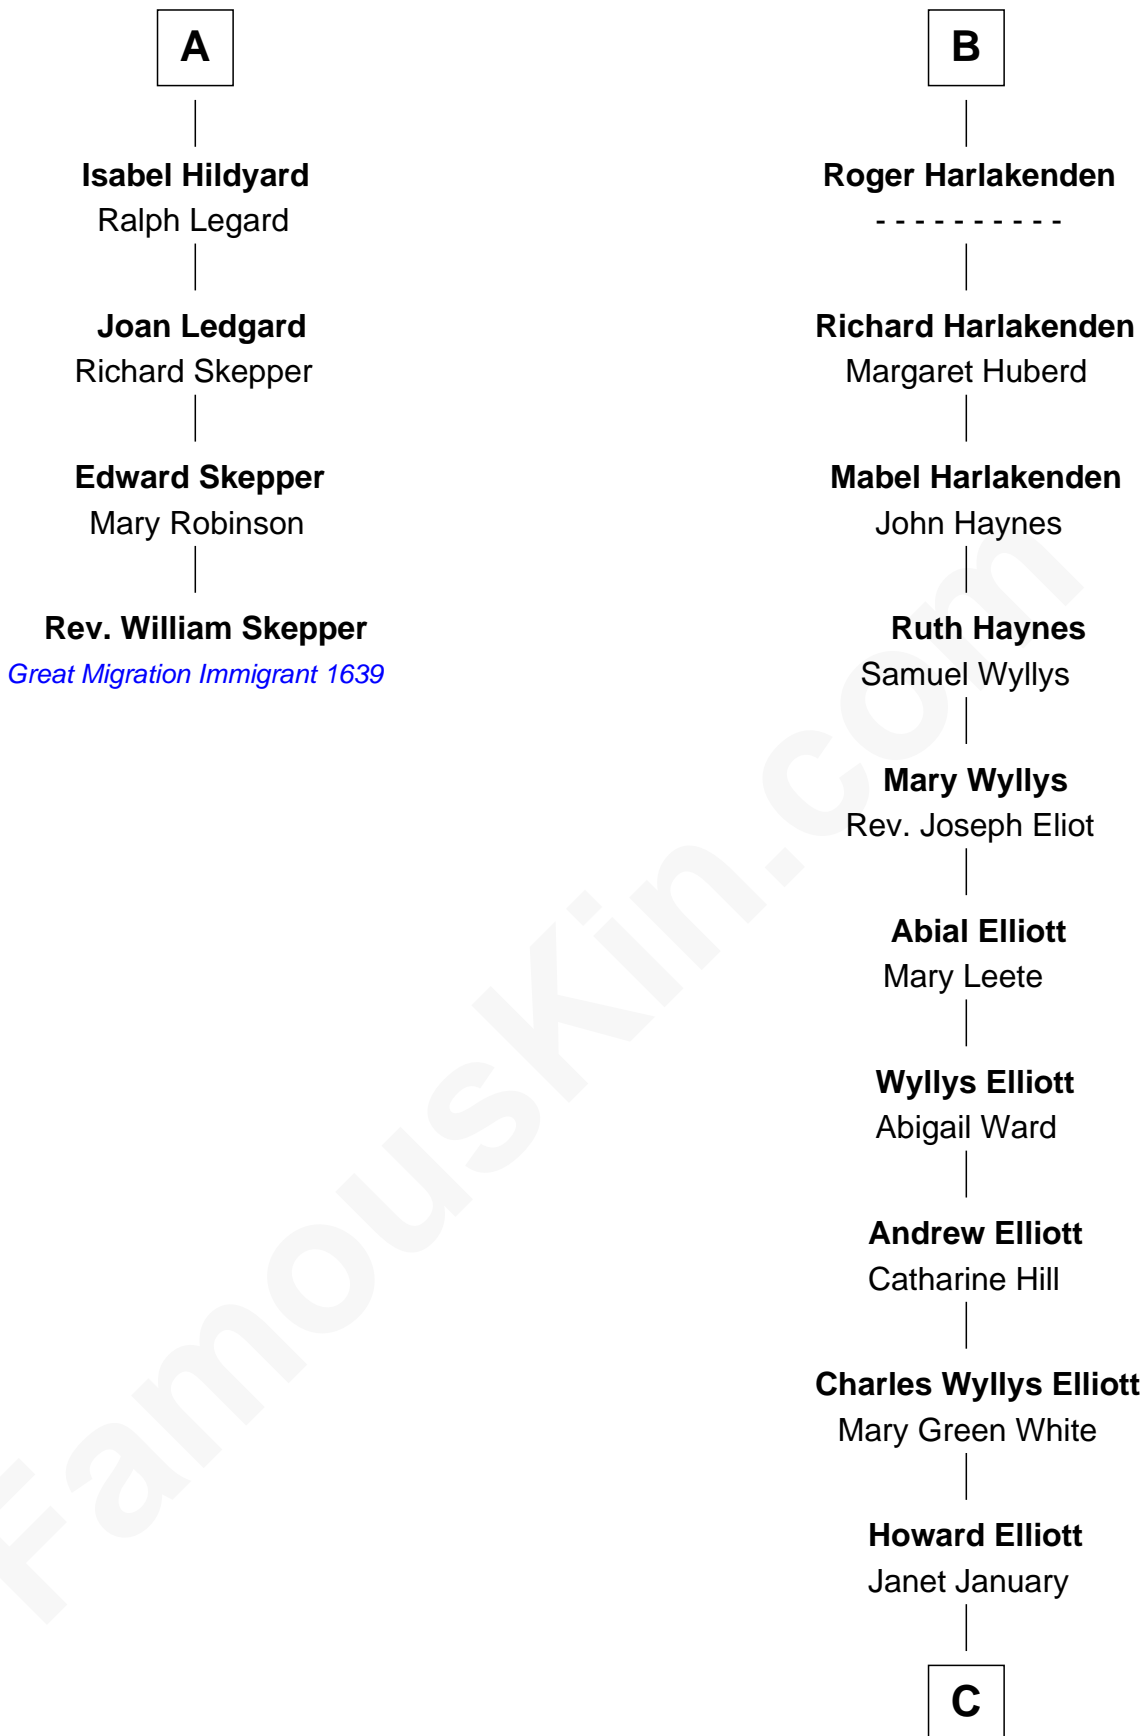 A
Isabel Hildyard
Ralph Legard
Joan Ledgard
Richard Skepper
Edward Skepper
Mary Robinson
Rev. William Skepper
Great Migration Immigrant 1639
B
Roger Harlakenden
- - - - - - - - - -
Richard Harlakenden
Margaret Huberd
Mabel Harlakenden
John Haynes
Ruth Haynes
Samuel Wyllys
Mary Wyllys
Rev. Joseph Eliot
Abial Elliott
Mary Leete
Wyllys Elliott
Abigail Ward
Andrew Elliott
Catharine Hill
Charles Wyllys Elliott
Mary Green White
Howard Elliott
Janet January
C
FamousKin.com